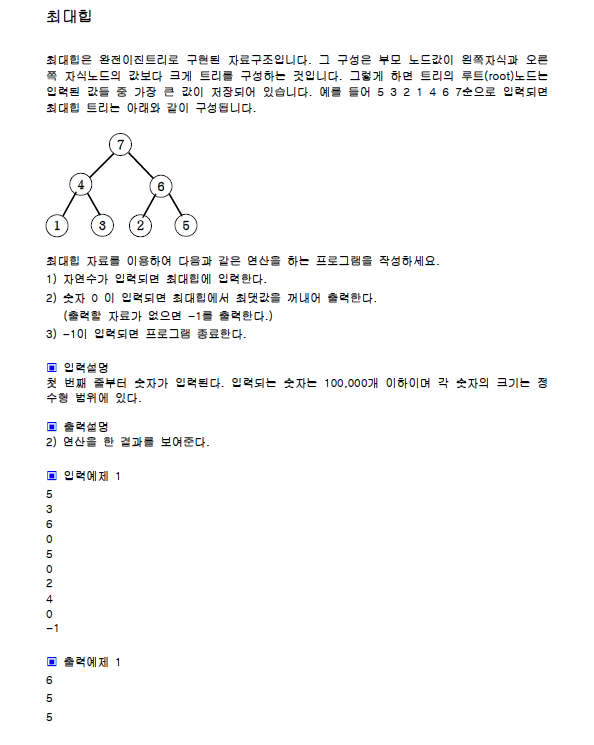 최대힙
최대힙은 완전이진트리로 구현된 자료구조입니다. 그 구성은 부모 노드값이 왼쪽자식과 오른
쪽 자식노드의 값보다 크게 트리를 구성하는 것입니다. 그렇게 하면 트리의 루트(root)노드는
입력된 값들 중 가장 큰 값이 저장되어 있습니다. 예를 들어 5 3 2 1 4 6 7순으로 입력되면
최대힙 트리는 아래와 같이 구성됩니다.
7
4 6
1 3 2 5
최대힙 자료를 이용하여 다음과 같은 연산을 하는 프로그램을 작성하세요.
1) 자연수가 입력되면 최대힙에 입력한다.
2) 숫자 0 이 입력되면 최대힙에서 최댓값을 꺼내어 출력한다.
(출력할 자료가 없으면 -1를 출력한다.)
3) -1이 입력되면 프로그램 종료한다.
▣ 입력설명
첫 번째 줄부터 숫자가 입력된다. 입력되는 숫자는 100,000개 이하이며 각 숫자의 크기는 정
수형 범위에 있다.
▣ 출력설명
2) 연산을 한 결과를 보여준다.
▣ 입력예제 1
5
3
6
0
5
0
2
4
0
-1
▣ 출력예제 1
6
5
5